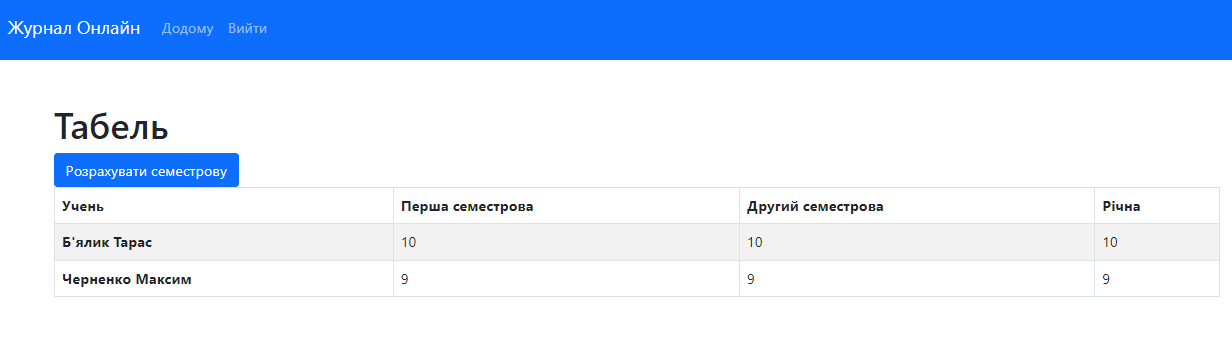 Журнал Онлайн Додому Вийти
Табель
Розрахувати семестрову
Учень Перша семестрова Другий семестрова Річна
Б'ялик Тарас 10 10 10
Черненко Максим 9 9 9